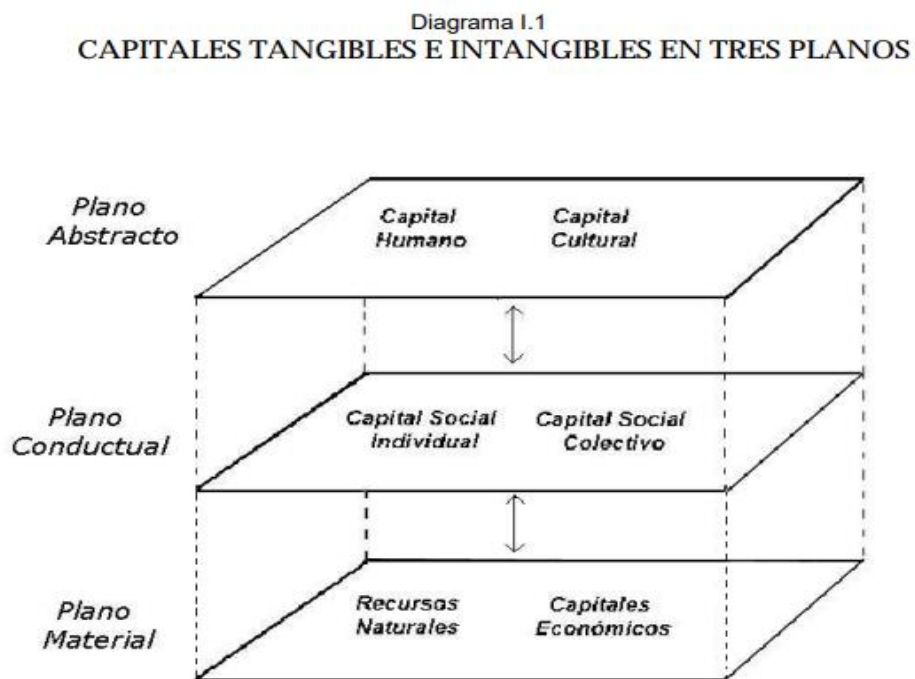 Diagrama I.1
CAPITALES TANGIBLES E INTANGIBLES EN TRES PLANOS
Plano
Abstracto
Capital
Humano
Capital
Cultural
Plano
Conductual
Capital Social
Individual
Capital Social
Colectivo
Plano
Material
Recursos
Naturales
Capitales
Económicos